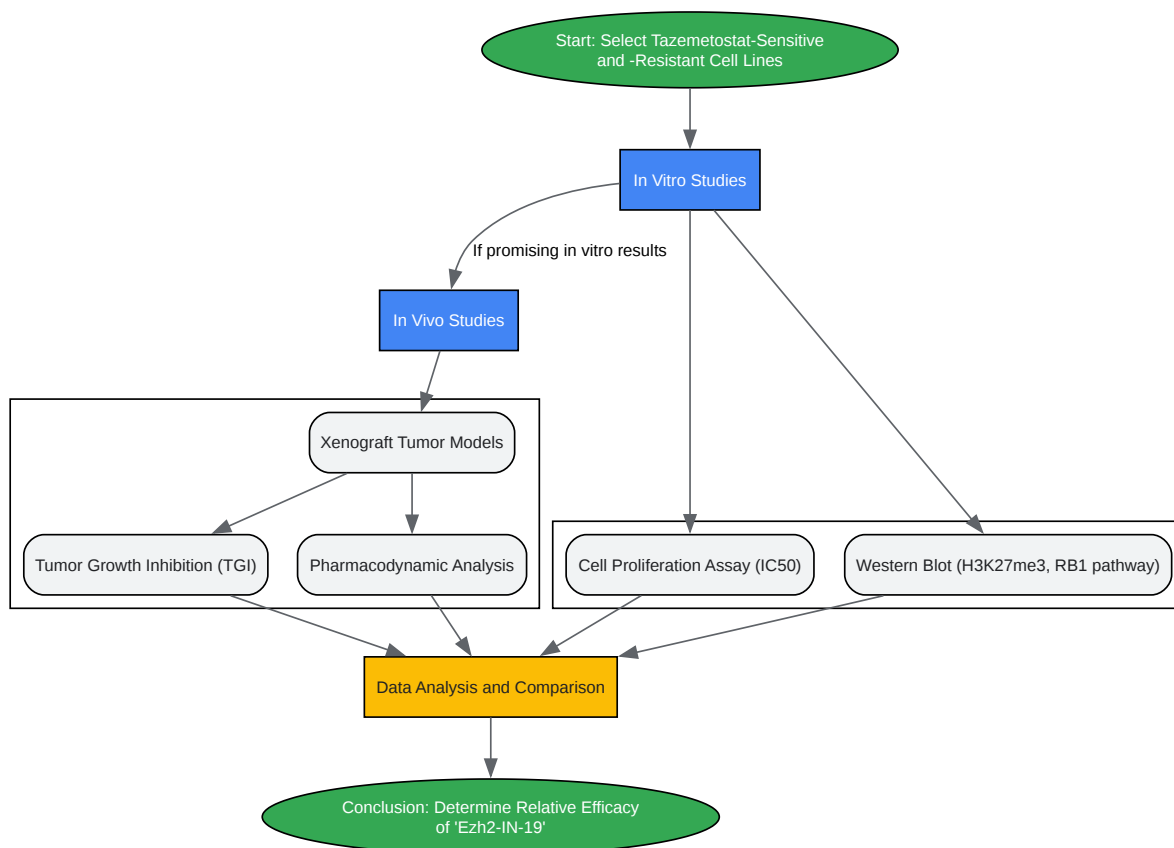 Start: Select Tazemetostat-Sensitive
and -Resistant Cell Lines
In Vitro Studies
If promising in vitro results
In Vivo Studies
Xenograft Tumor Models
Tumor Growth Inhibition (TGI)
Pharmacodynamic Analysis
Cell Proliferation Assay (IC50)
Western Blot (H3K27me3, RB1 pathway)
Data Analysis and Comparison
Conclusion: Determine Relative Efficacy
of 'Ezh2-IN-19'